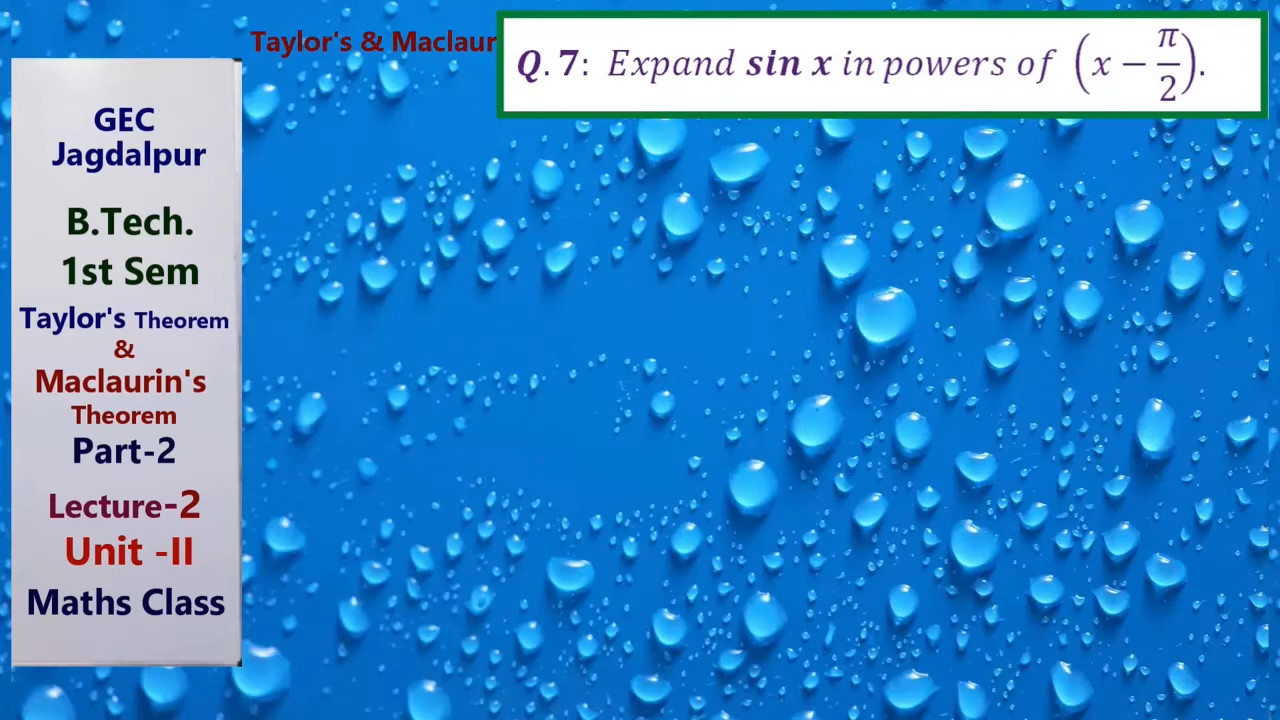 Taylor's & Maclaur
Q. 7: Expand sin x in powers of (x − π/2).
GEC
Jagdalpur
B.Tech.
1st Sem
Taylor's Theorem
&
Maclaurin's
Theorem
Part-2
Lecture-2
Unit -II
Maths Class